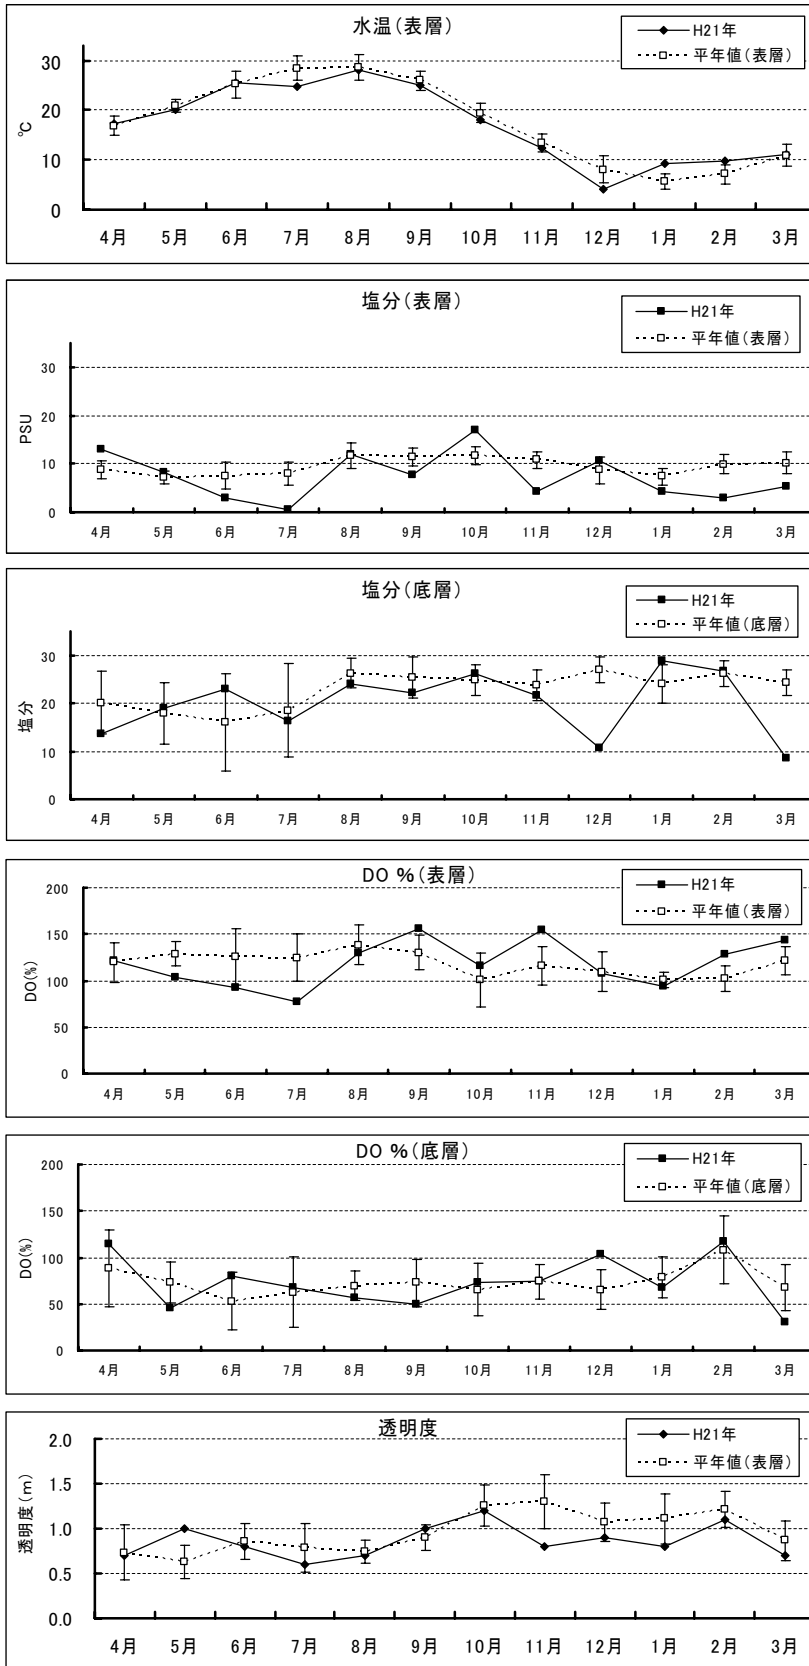 水温(表層)
H21年
平年値(表層)
℃
30
20
10
0
4月 5月 6月 7月 8月 9月 10月 11月 12月 1月 2月 3月
塩分(表層)
H21年
平年値(表層)
PSU
30
20
10
0
4月 5月 6月 7月 8月 9月 10月 11月 12月 1月 2月 3月
塩分(底層)
H21年
平年値(底層)
塩分
30
20
10
0
4月 5月 6月 7月 8月 9月 10月 11月 12月 1月 2月 3月
DO %(表層)
H21年
平年値(表層)
DO(%)
200
150
100
50
0
4月 5月 6月 7月 8月 9月 10月 11月 12月 1月 2月 3月
DO %(底層)
H21年
平年値(底層)
DO(%)
200
150
100
50
0
4月 5月 6月 7月 8月 9月 10月 11月 12月 1月 2月 3月
透明度
H21年
平年値(表層)
透明度(m)
2.0
1.5
1.0
0.5
0.0
4月 5月 6月 7月 8月 9月 10月 11月 12月 1月 2月 3月